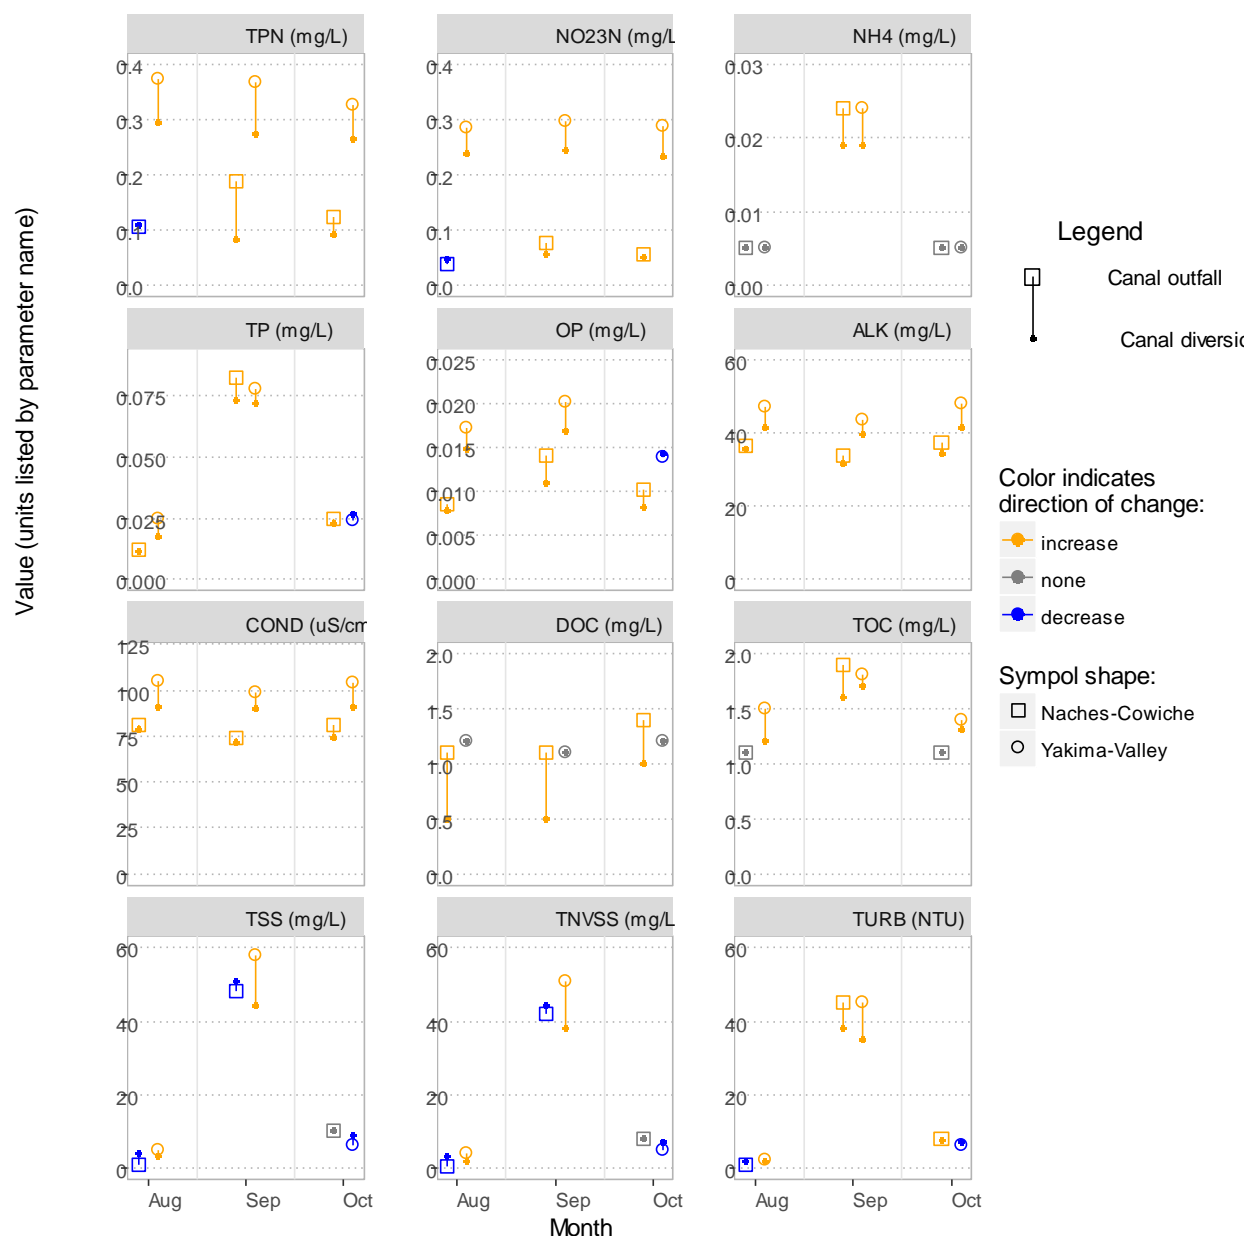 TPN (mg/L)
NO23N (mg/L
NH4 (mg/L)
0.4
0.3
0.2
0.1
0.0
0.4
0.3
0.2
0.1
0.0
0.03
0.02
0.01
0.00
TP (mg/L)
OP (mg/L)
ALK (mg/L)
0.075
0.050
0.025
0.000
0.025
0.020
0.015
0.010
0.005
0.000
60
40
20
0
COND (uS/cm
DOC (mg/L)
TOC (mg/L)
125
100
75
50
25
0
2.0
1.5
1.0
0.5
0.0
2.0
1.5
1.0
0.5
0.0
TSS (mg/L)
TNVSS (mg/L
TURB (NTU)
60
40
20
0
60
40
20
0
60
40
20
0
Aug
Sep
Oct
Aug
Sep
Oct
Aug
Sep
Oct
Month
Value (units listed by parameter name)
Legend
Canal outfall
Canal diversio
Color indicates
direction of change:
increase
none
decrease
Sympol shape:
Naches-Cowiche
Yakima-Valley